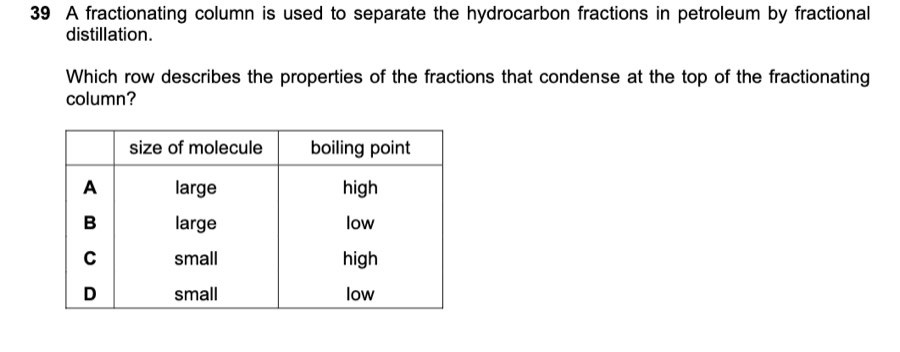 39 A fractionating column is used to separate the hydrocarbon fractions in petroleum by fractional
distillation.
Which row describes the properties of the fractions that condense at the top of the fractionating
column?
size of molecule boiling point
A large high
B large low
C small high
D small low